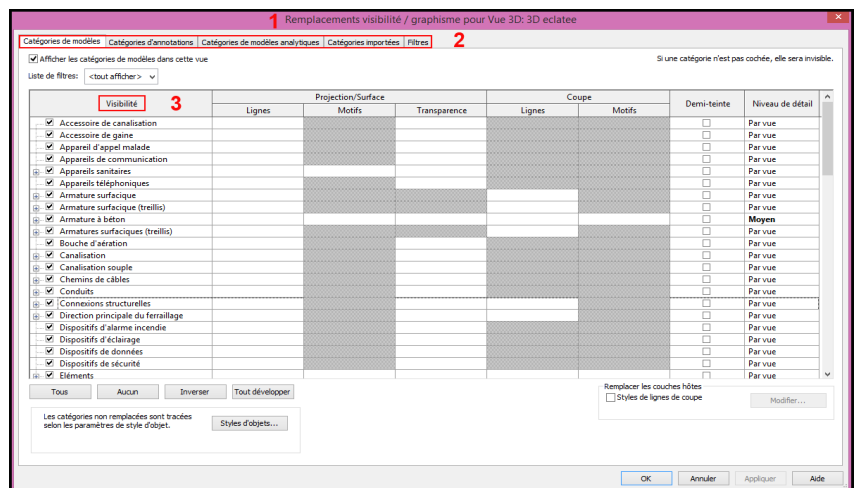 1 Remplacements visibilité / graphisme pour Vue 3D: 3D eclatee
Catégories de modèles Catégories d'annotations Catégories de modèles analytiques Catégories importées Filtres 2
Afficher les catégories de modèles dans cette vue Si une catégorie n'est pas cochée, elle sera invisible.
Liste de filtres: <tout afficher>
Visibilité 3 Projection/Surface Coupe Demi-teinte Niveau de détail
Lignes Motifs Transparence Lignes Motifs
Accessoire de canalisation Par vue
Accessoire de gaine Par vue
Appareil d'appel malade Par vue
Appareils de communication Par vue
Appareils sanitaires Par vue
Appareils téléphoniques Par vue
Armature surfacique Par vue
Armature surfacique (treillis) Par vue
Armature à béton Moyen
Armatures surfaciques (treillis) Par vue
Bouche d'aération Par vue
Canalisation Par vue
Canalisation souple Par vue
Chemins de câbles Par vue
Conduits Par vue
Connexions structurelles Par vue
Direction principale du ferraillage Par vue
Dispositifs d'alarme incendie Par vue
Dispositifs d'éclairage Par vue
Dispositifs de données Par vue
Dispositifs de sécurité Par vue
Eléments Par vue
Tous Aucun Inverser Tout développer
Remplacer les couches hôtes
Styles de lignes de coupe Modifier...
Les catégories non remplacées sont tracées
selon les paramètres de style d'objet.
Styles d'objets...
OK Annuler Appliquer Aide